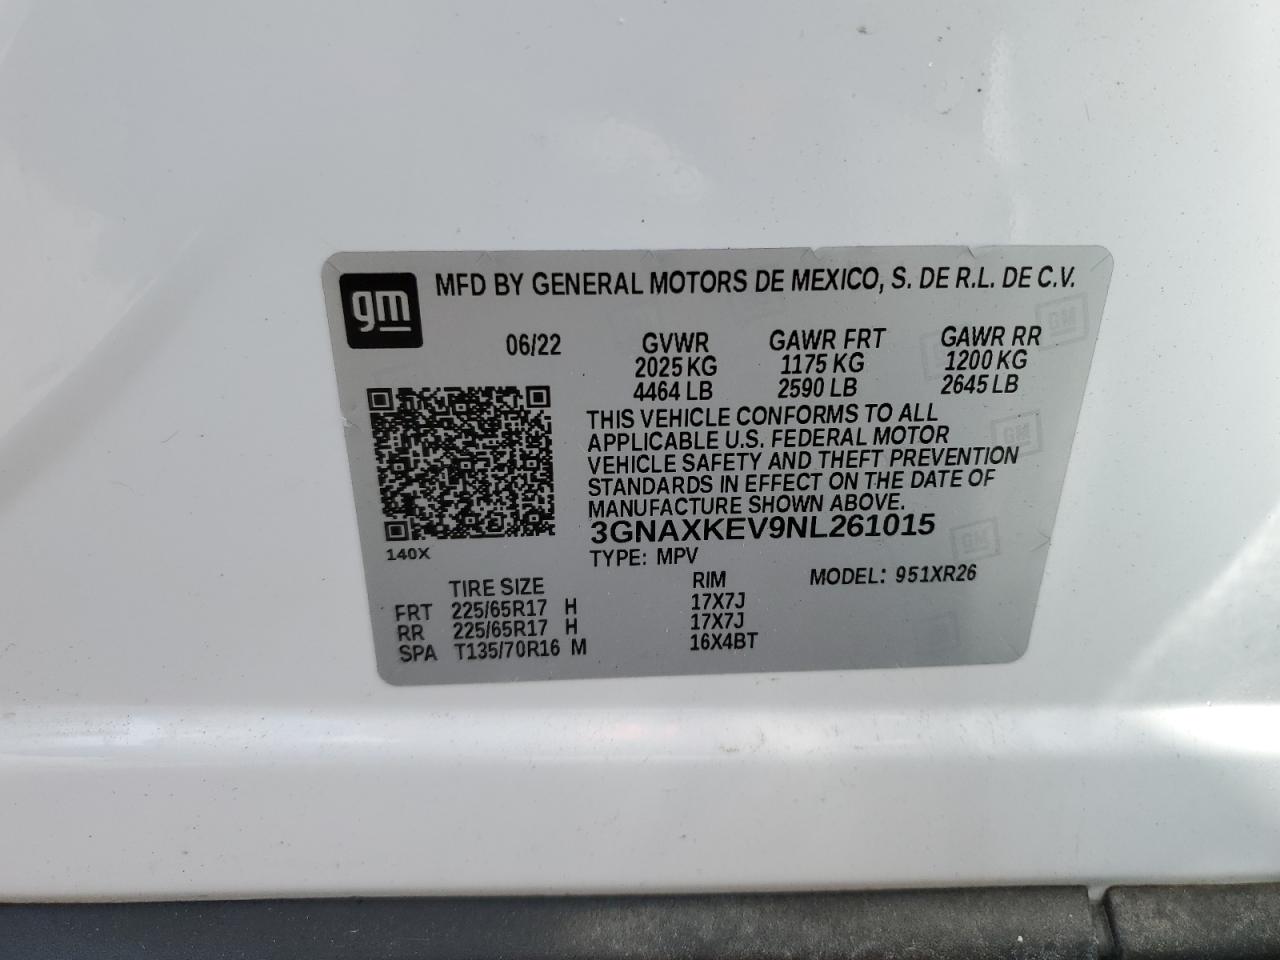 gm
MFD BY GENERAL MOTORS DE MEXICO, S. DE R.L. DE C.V.
06/22
GVWR
2025 KG
4464 LB
GAWR FRT
1175 KG
2590 LB
GAWR RR
1200 KG
2645 LB
THIS VEHICLE CONFORMS TO ALL
APPLICABLE U.S. FEDERAL MOTOR
VEHICLE SAFETY AND THEFT PREVENTION
STANDARDS IN EFFECT ON THE DATE OF
MANUFACTURE SHOWN ABOVE.
3GNAXKEV9NL261015
140X
TYPE: MPV
MODEL: 951XR26
TIRE SIZE RIM
FRT 225/65R17 H 17X7J
RR 225/65R17 H 17X7J
SPA T135/70R16 M 16X4BT
GM
GM
GM